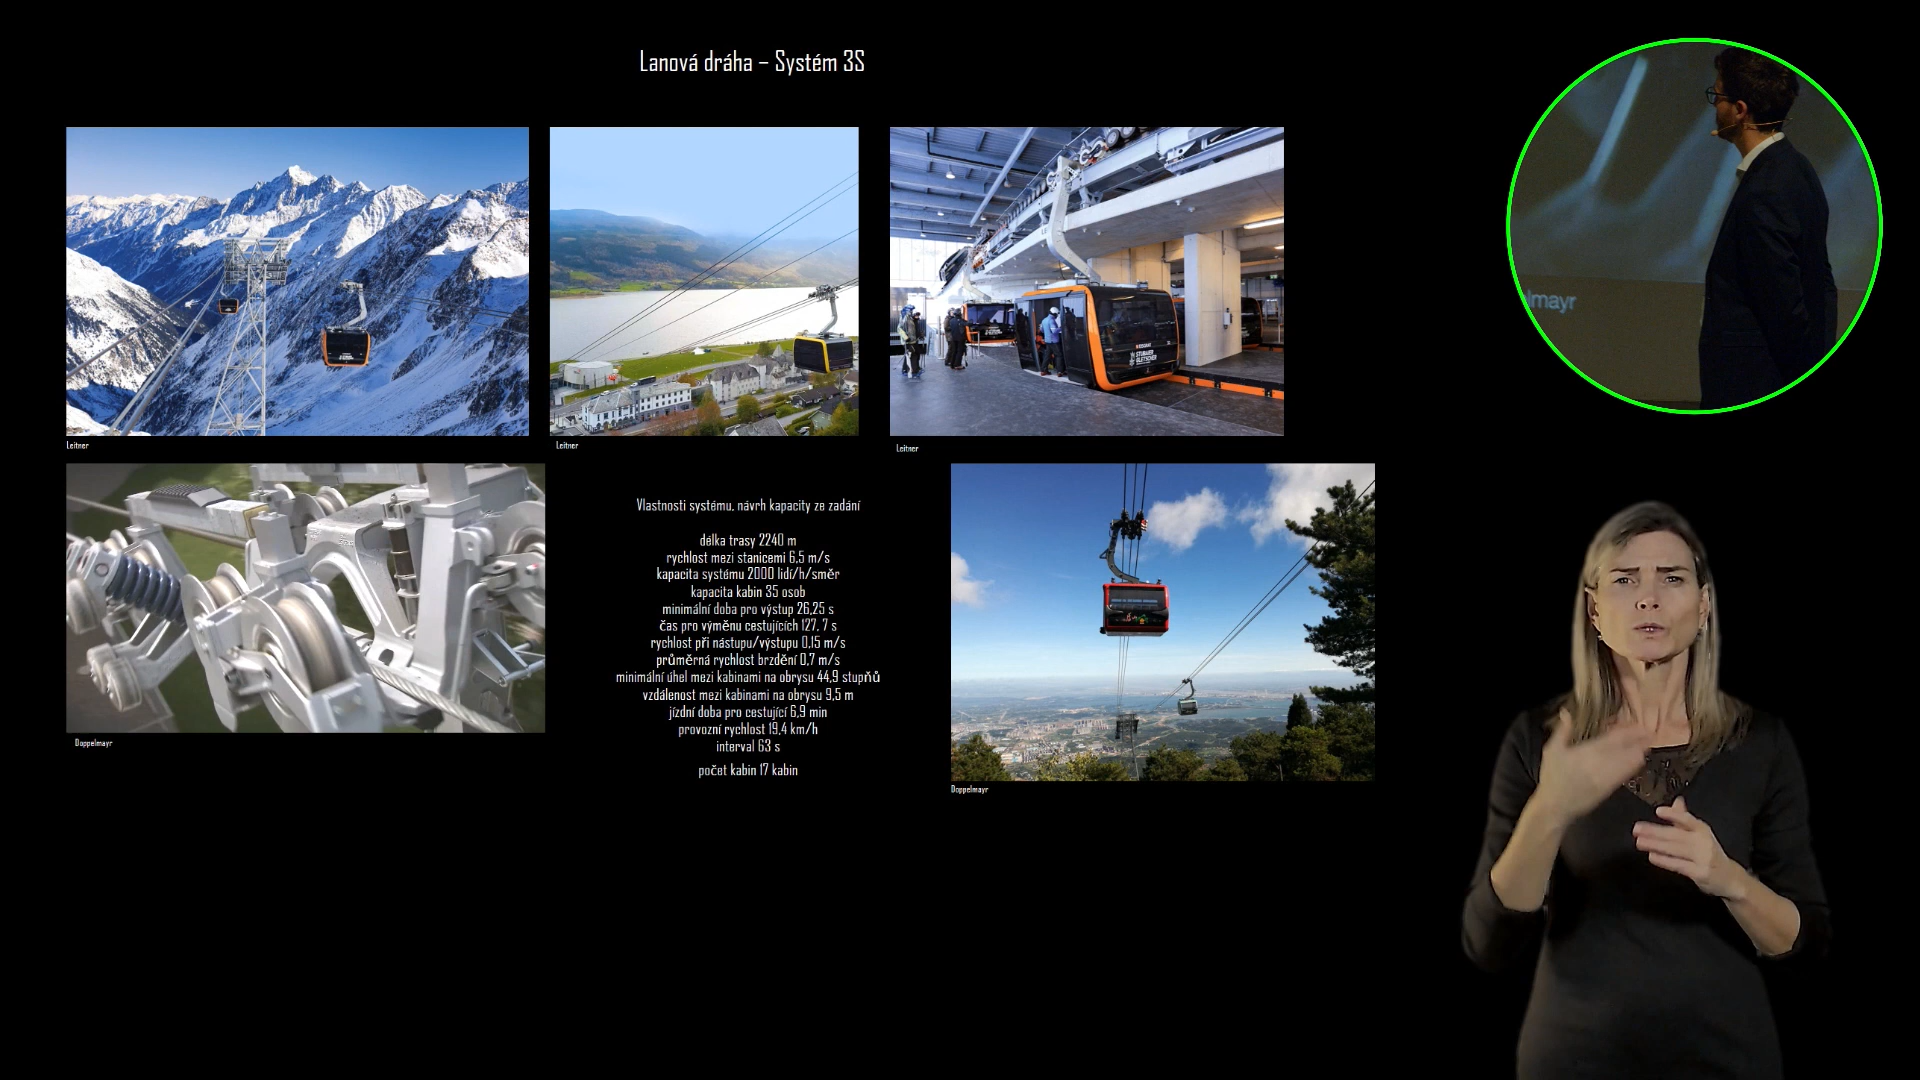 Lanová dráha – Systém 3S
Leitner
Leitner
STUBAIER
GLETSCHER
Leitner
lmayr
Doppelmayr
Vlastnosti systému, návrh kapacity ze zadání
délka trasy 2240 m
rychlost mezi stanicemi 6,5 m/s
kapacita systému 2000 lidí/h/směr
kapacita kabin 35 osob
minimální doba pro výstup 26,25 s
čas pro výměnu cestujících 127. 7 s
rychlost při nástupu/výstupu 0,15 m/s
průměrná rychlost brzdění 0,7 m/s
minimální úhel mezi kabinami na obrysu 44,9 stupňů
vzdálenost mezi kabinami na obrysu 9,5 m
jízdní doba pro cestující 6,9 min
provozní rychlost 19,4 km/h
interval 63 s
počet kabin 17 kabin
Doppelmayr